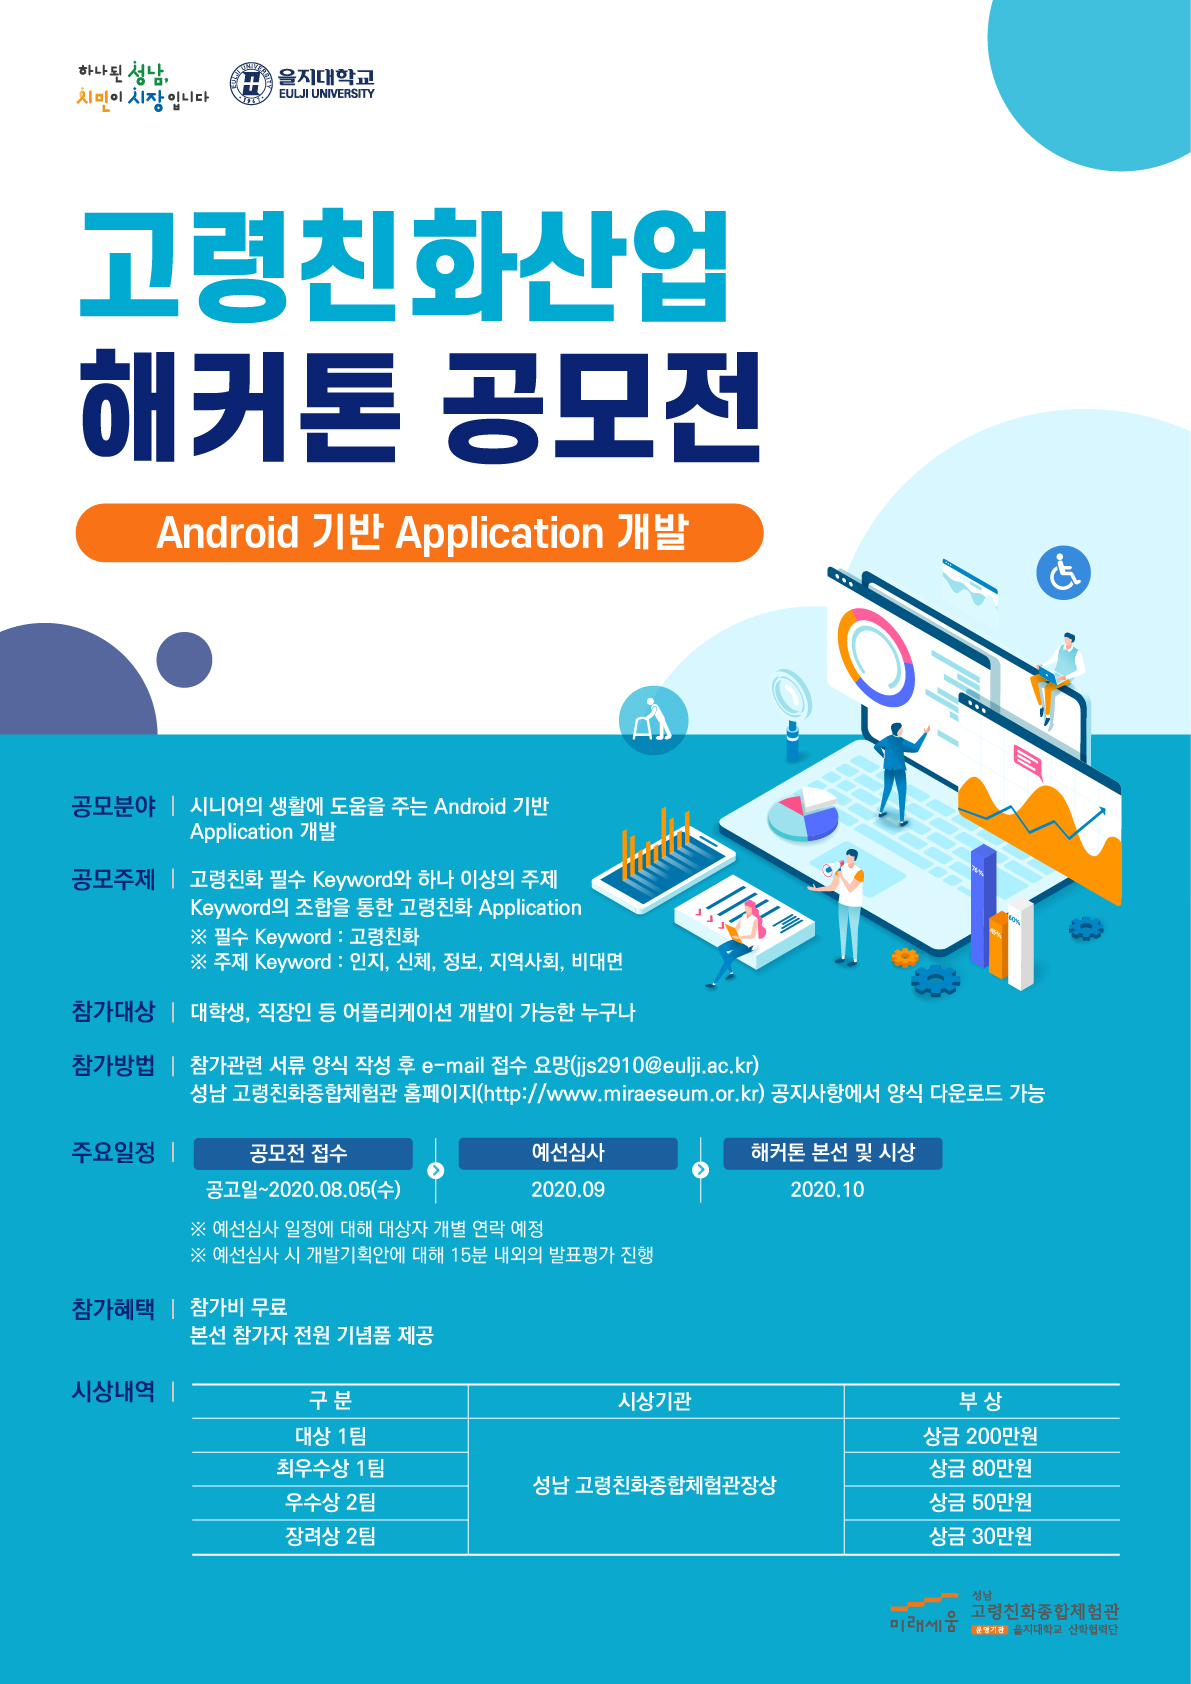 하나된 성남,
시민이 시장입니다
을지대학교
EULJI UNIVERSITY
고령친화산업
해커톤 공모전
Android 기반 Application 개발
공모분야
시니어의 생활에 도움을 주는 Android 기반
Application 개발
공모주제
고령친화 필수 Keyword와 하나 이상의 주제
Keyword의 조합을 통한 고령친화 Application
※ 필수 Keyword : 고령친화
※ 주제 Keyword : 인지, 신체, 정보, 지역사회, 비대면
76%
45%
60%
참가대상
대학생, 직장인 등 어플리케이션 개발이 가능한 누구나
참가방법
참가관련 서류 양식 작성 후 e-mail 접수 요망(jjs2910@eulji.ac.kr)
성남 고령친화종합체험관 홈페이지(http://www.miraeseum.or.kr) 공지사항에서 양식 다운로드 가능
주요일정
공모전 접수
예선심사
해커톤 본선 및 시상
공고일~2020.08.05(수)
2020.09
2020.10
※ 예선심사 일정에 대해 대상자 개별 연락 예정
※ 예선심사 시 개발기획안에 대해 15분 내외의 발표평가 진행
참가혜택
참가비 무료
본선 참가자 전원 기념품 제공
시상내역
구 분 시상기관 부 상
대상 1팀 상금 200만원
최우수상 1팀 상금 80만원
성남 고령친화종합체험관장상
우수상 2팀 상금 50만원
장려상 2팀 상금 30만원
미래세움
성남
고령친화종합체험관
운영기관 을지대학교 산학협력단